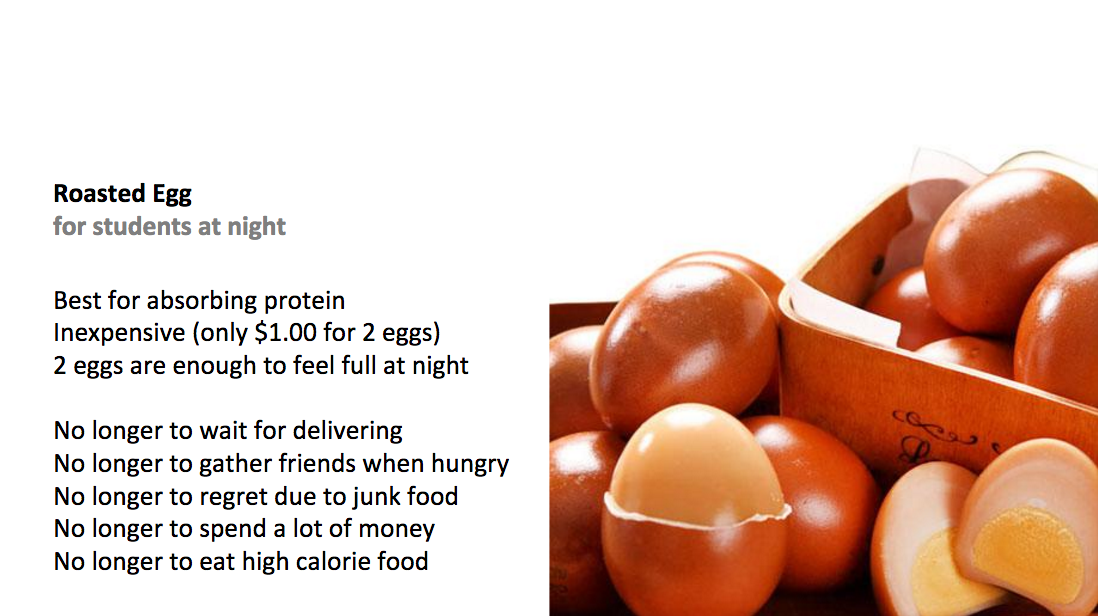 Roasted Egg
for students at night
Best for absorbing protein
Inexpensive (only $1.00 for 2 eggs)
2 eggs are enough to feel full at night
No longer to wait for delivering
No longer to gather friends when hungry
No longer to regret due to junk food
No longer to spend a lot of money
No longer to eat high calorie food